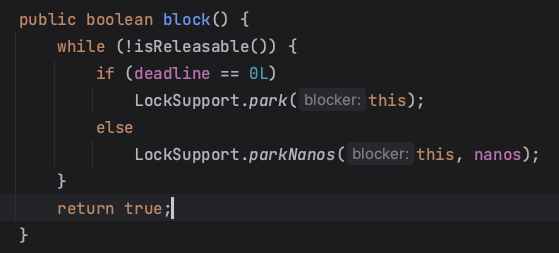 public boolean block() {
    while (!isReleasable()) {
        if (deadline == 0L)
            LockSupport.park( blocker: this);
        else
            LockSupport.parkNanos( blocker: this, nanos);
    }
    return true;
}